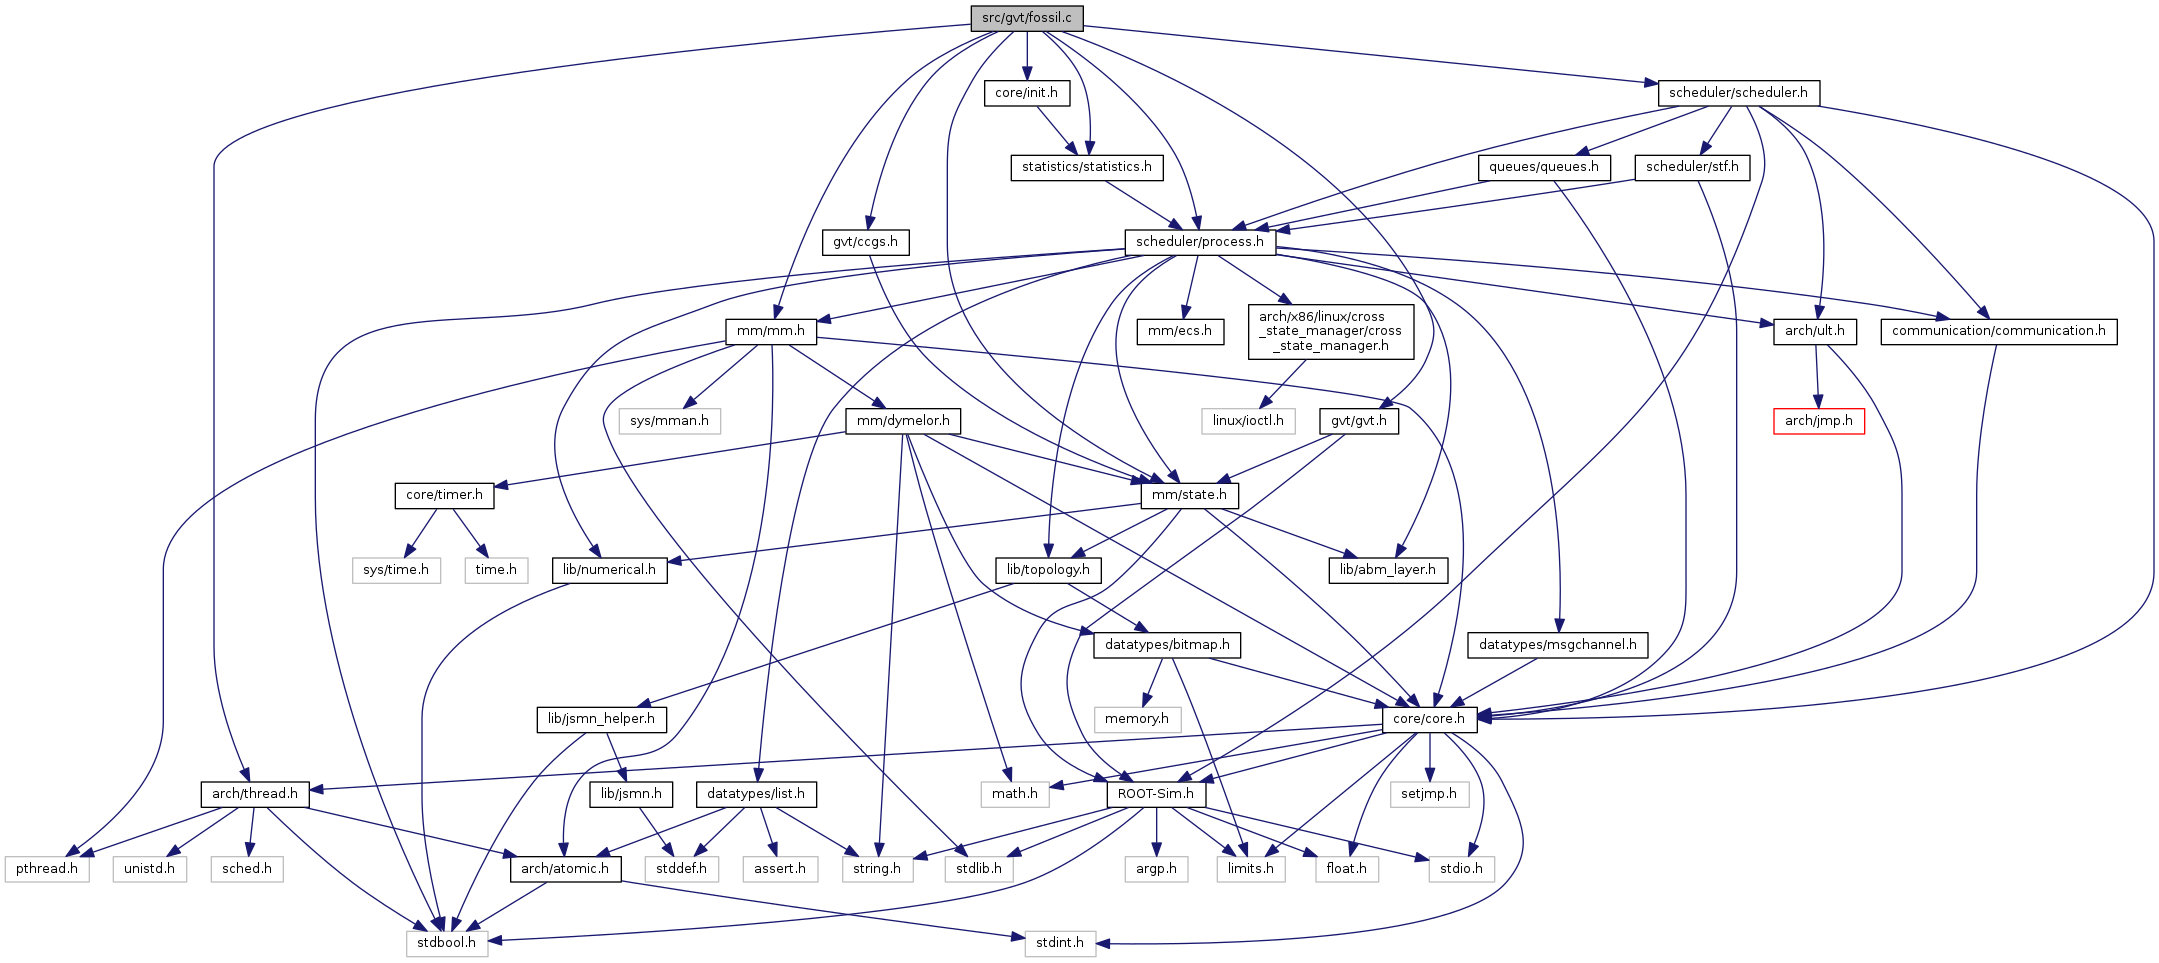 src/gvt/fossil.c
core/init.h
scheduler/scheduler.h
statistics/statistics.h
queues/queues.h
scheduler/stf.h
gvt/ccgs.h
scheduler/process.h
mm/mm.h
mm/ecs.h
arch/x86/linux/cross
_state_manager/cross
_state_manager.h
arch/ult.h
communication/communication.h
sys/mman.h
mm/dymelor.h
linux/ioctl.h
gvt/gvt.h
arch/jmp.h
core/timer.h
mm/state.h
sys/time.h
time.h
lib/numerical.h
lib/topology.h
lib/abm_layer.h
datatypes/bitmap.h
datatypes/msgchannel.h
lib/jsmn_helper.h
memory.h
core/core.h
arch/thread.h
lib/jsmn.h
datatypes/list.h
math.h
ROOT-Sim.h
setjmp.h
pthread.h
unistd.h
sched.h
arch/atomic.h
stddef.h
assert.h
string.h
stdlib.h
argp.h
limits.h
float.h
stdio.h
stdbool.h
stdint.h